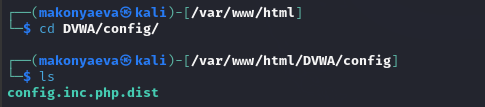 ┌──(makonyaeva㉿kali)-[/var/www/html]
└─$ cd DVWA/config/
┌──(makonyaeva㉿kali)-[/var/www/html/DVWA/config]
└─$ ls
config.inc.php.dist